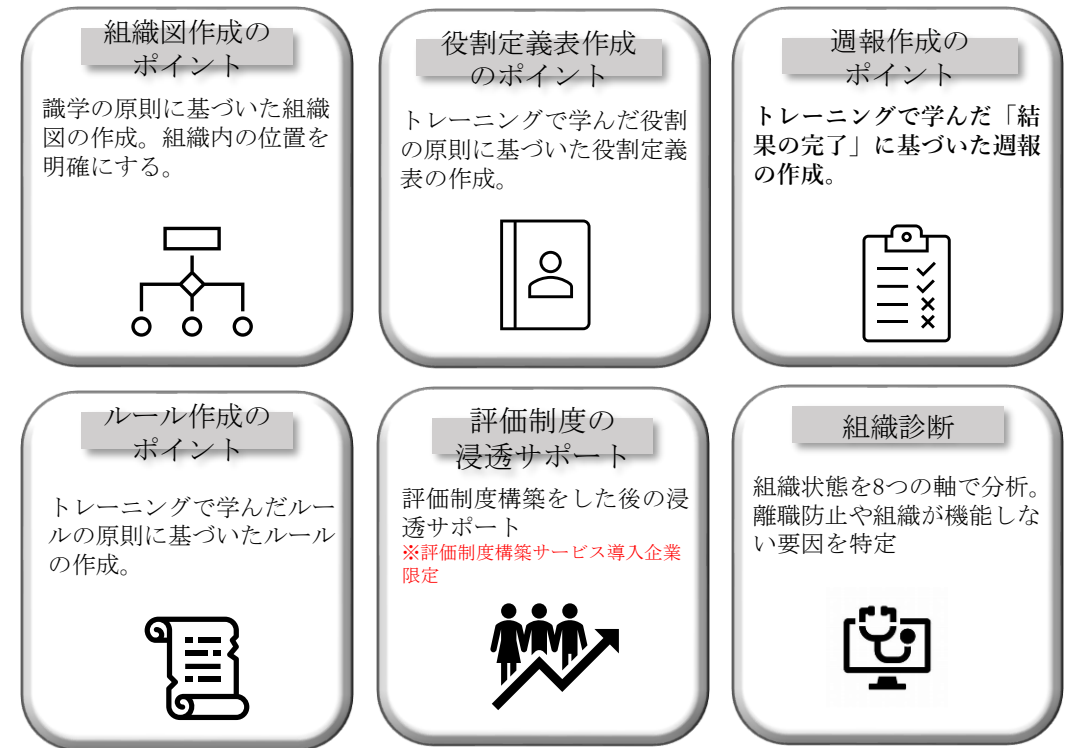 組織図作成の
ポイント
識学の原則に基づいた組織
図の作成。組織内の位置を
明確にする。
役割定義表作成
のポイント
トレーニングで学んだ役割
の原則に基づいた役割定義
表の作成。
週報作成の
ポイント
トレーニングで学んだ「結
果の完了」に基づいた週報
の作成。
ルール作成の
ポイント
トレーニングで学んだルー
ルの原則に基づいたルール
の作成。
評価制度の
浸透サポート
評価制度構築をした後の浸
透サポート
※評価制度構築サービス導入企業
限定
組織診断
組織状態を8つの軸で分析。
離職防止や組織が機能しな
い要因を特定